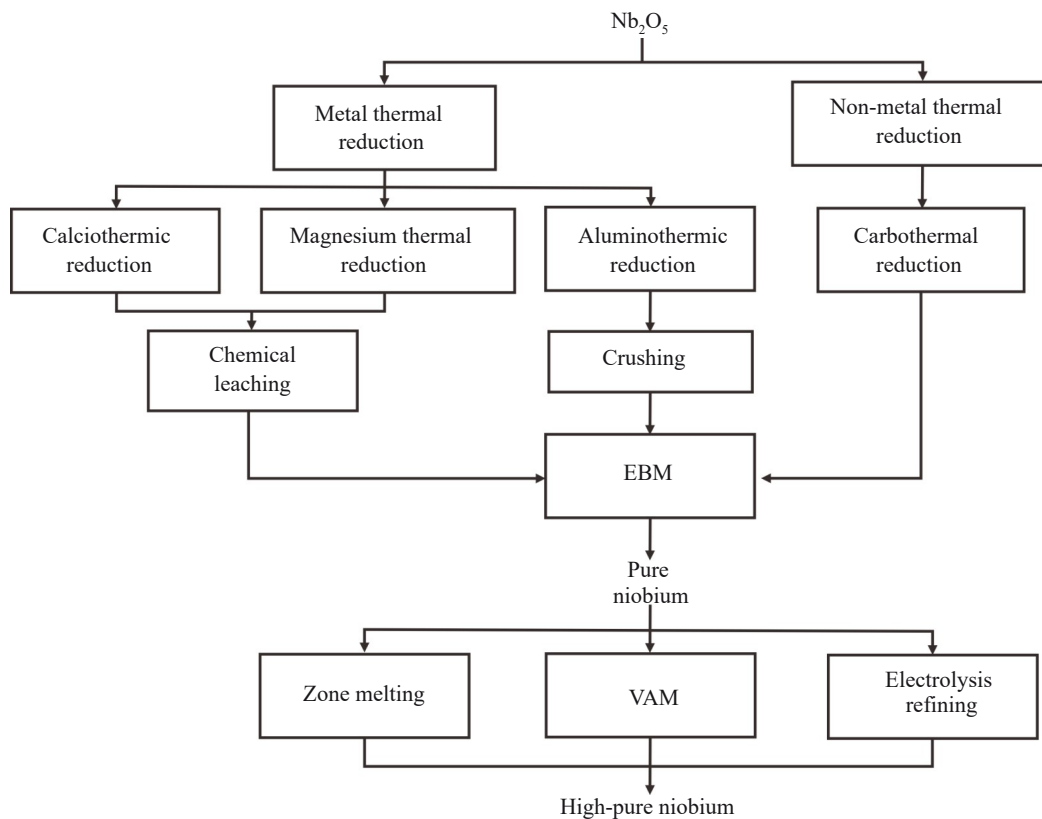 Nb₂O₅
Metal thermal
reduction
Non-metal thermal
reduction
Calciothermic
reduction
Magnesium thermal
reduction
Aluminothermic
reduction
Carbothermal
reduction
Chemical
leaching
Crushing
EBM
Pure
niobium
Zone melting
VAM
Electrolysis
refining
High-pure niobium